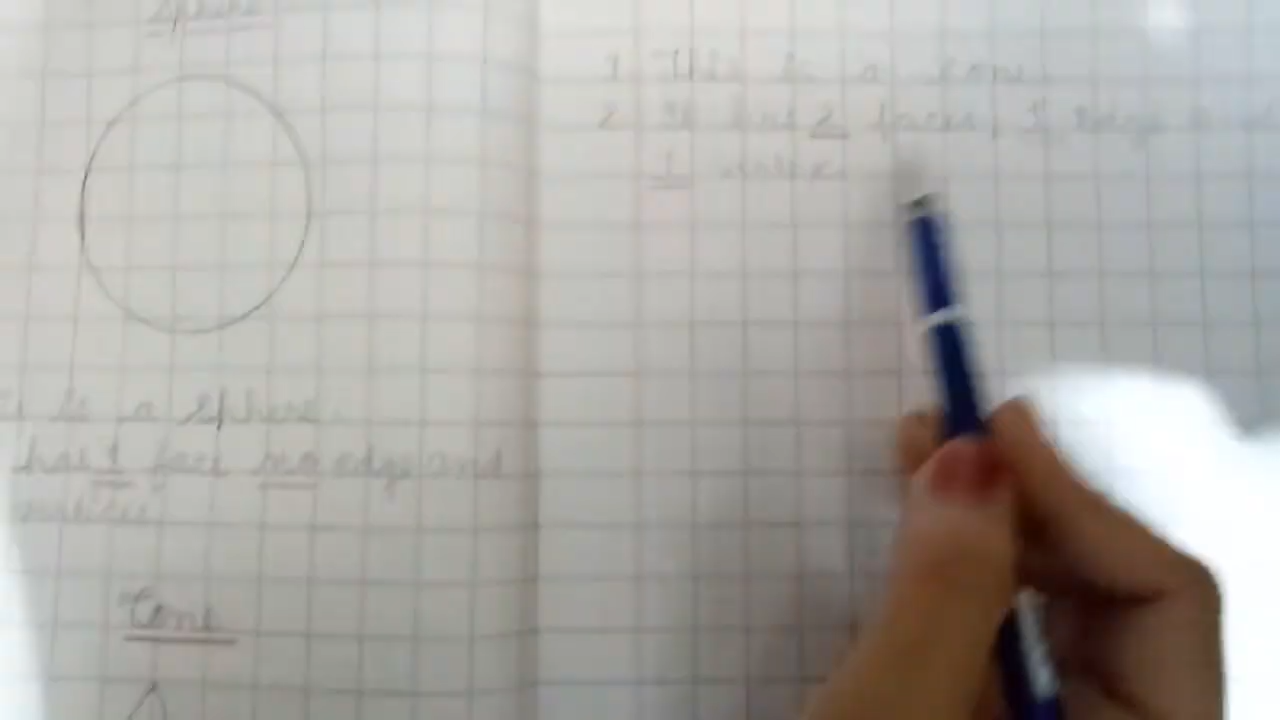 Sphere
is a sphere
has 1 face no edge and
vertices
Cone
1 This is a cone
2 It has 2 faces, 1 edge and
1 vertex